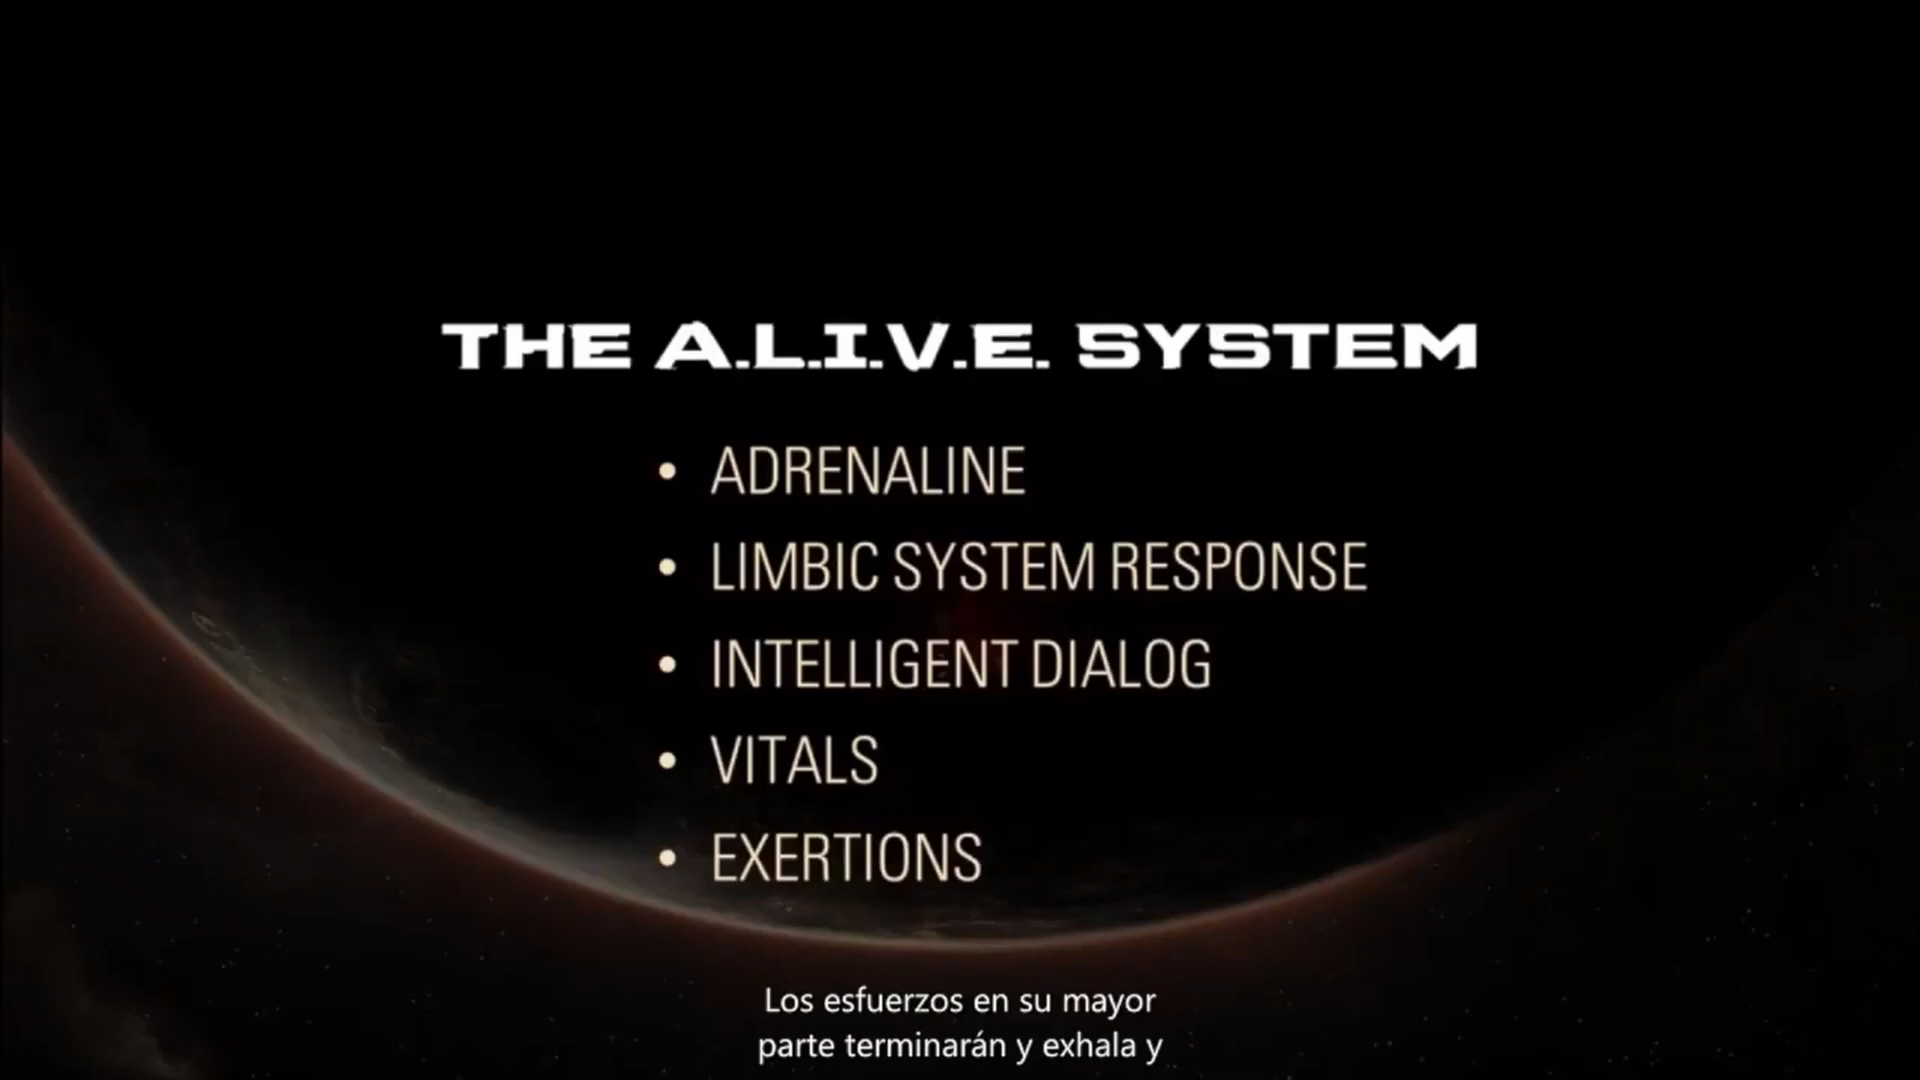 THE A.L.I.V.E. SYSTEM
• ADRENALINE
• LIMBIC SYSTEM RESPONSE
• INTELLIGENT DIALOG
• VITALS
• EXERTIONS
Los esfuerzos en su mayor
parte terminarán y exhala y